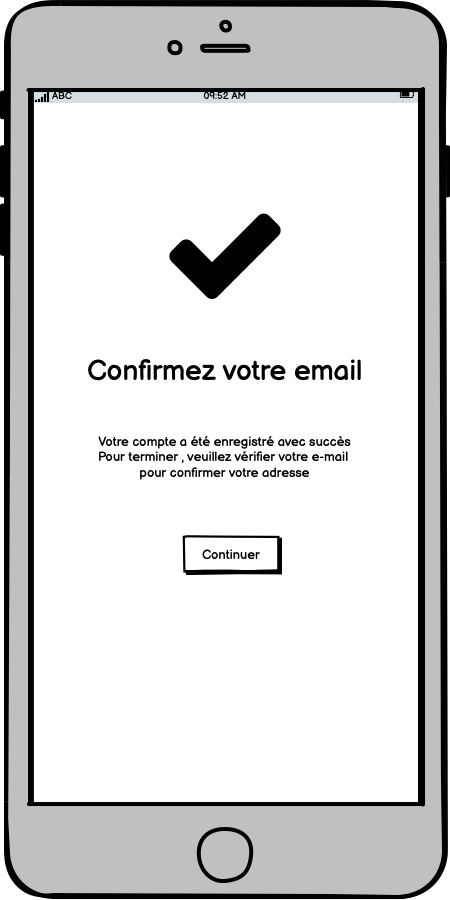 ABC 09:52 AM
Confirmez votre email
Votre compte a été enregistré avec succès
Pour terminer , veuillez vérifier votre e-mail
pour confirmer votre adresse
Continuer